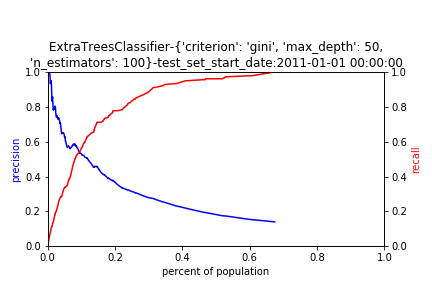 ExtraTreesClassifier-{'criterion': 'gini', 'max_depth': 50,
'n_estimators': 100}-test_set_start_date:2011-01-01 00:00:00
1.0
0.8
0.6
0.4
0.2
0.0
precision
1.0
0.8
0.6
0.4
0.2
0.0
recall
0.0 0.2 0.4 0.6 0.8 1.0
percent of population